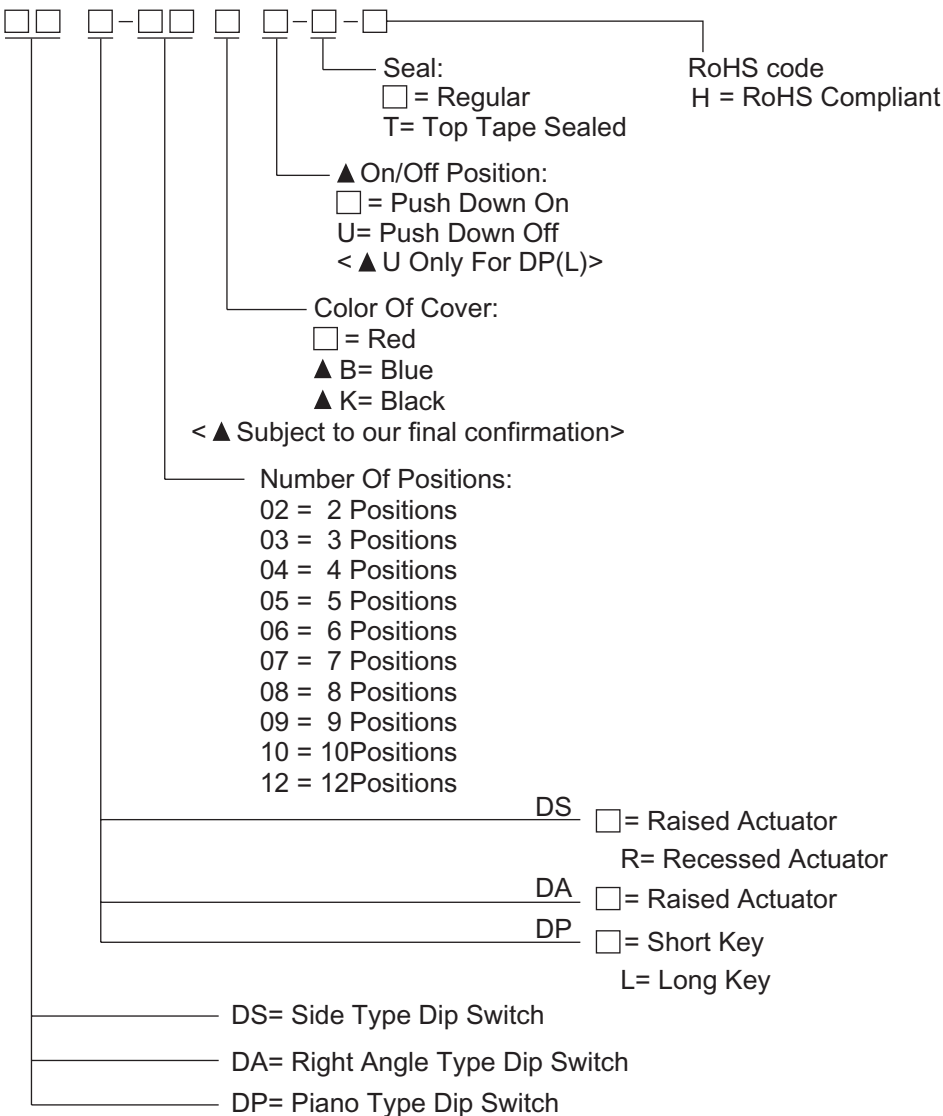 □□ □-□□ □ □-□-□
Seal:
□ = Regular
T= Top Tape Sealed
RoHS code
H = RoHS Compliant
▲ On/Off Position:
□ = Push Down On
U= Push Down Off
< ▲ U Only For DP(L)>
Color Of Cover:
□ = Red
▲ B= Blue
▲ K= Black
< ▲ Subject to our final confirmation>
Number Of Positions:
02 = 2 Positions
03 = 3 Positions
04 = 4 Positions
05 = 5 Positions
06 = 6 Positions
07 = 7 Positions
08 = 8 Positions
09 = 9 Positions
10 = 10Positions
12 = 12Positions
DS □= Raised Actuator
R= Recessed Actuator
DA □= Raised Actuator
DP □= Short Key
L= Long Key
DS= Side Type Dip Switch
DA= Right Angle Type Dip Switch
DP= Piano Type Dip Switch